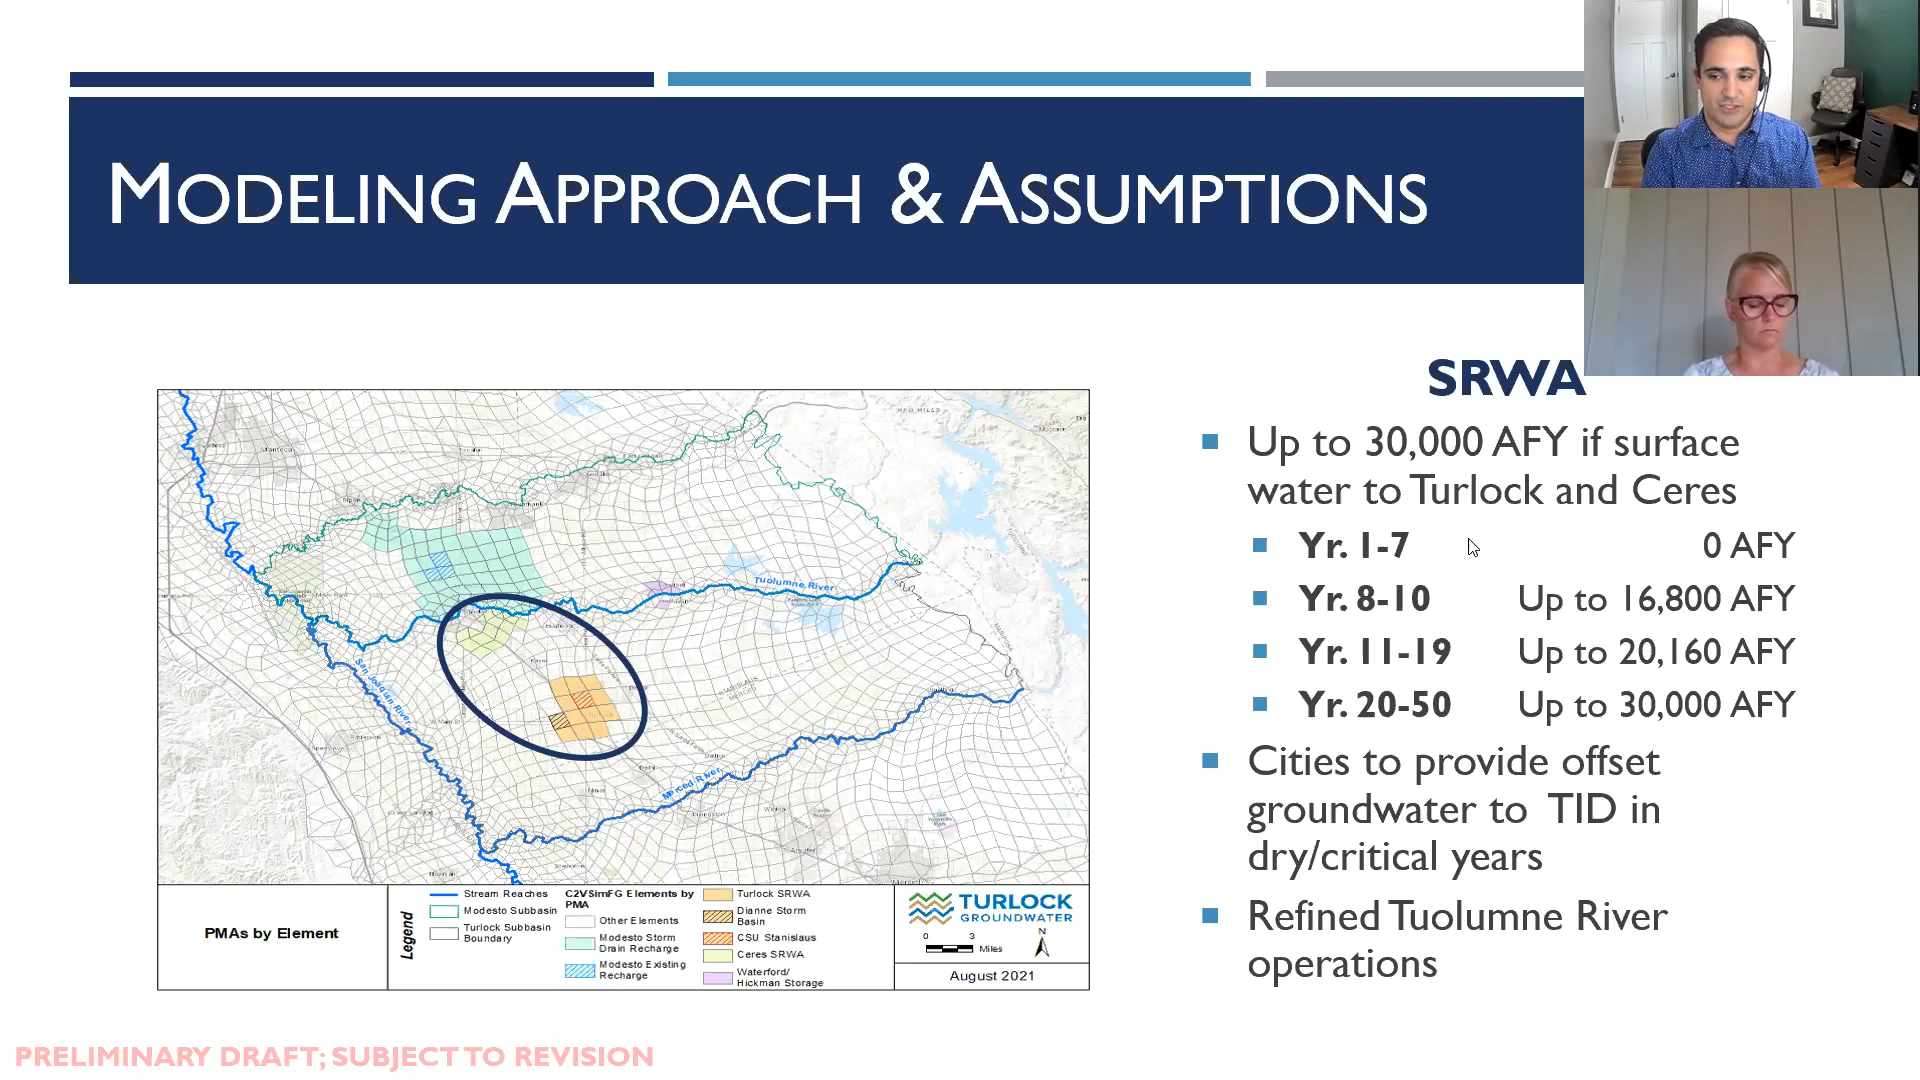 MODELING APPROACH & ASSUMPTIONS
SRWA
Up to 30,000 AFY if surface
water to Turlock and Ceres
Yr. 1-7 0 AFY
Yr. 8-10 Up to 16,800 AFY
Yr. 11-19 Up to 20,160 AFY
Yr. 20-50 Up to 30,000 AFY
Cities to provide offset
groundwater to TID in
dry/critical years
Refined Tuolumne River
operations
RED HILLS
Manteca
Tuolumne River
San Joaquin River
Merced River
PMAs by Element
Legend
Stream Reaches
Modesto Subbasin
Turlock Subbasin
Boundary
C2VSimFG Elements by
PMA
Other Elements
Modesto Storm
Drain Recharge
Modesto Existing
Recharge
Turlock SRWA
Dianne Storm
Basin
CSU Stanislaus
Ceres SRWA
Waterford/
Hickman Storage
TURLOCK
GROUNDWATER
0 3
Miles
N
August 2021
PRELIMINARY DRAFT; SUBJECT TO REVISION